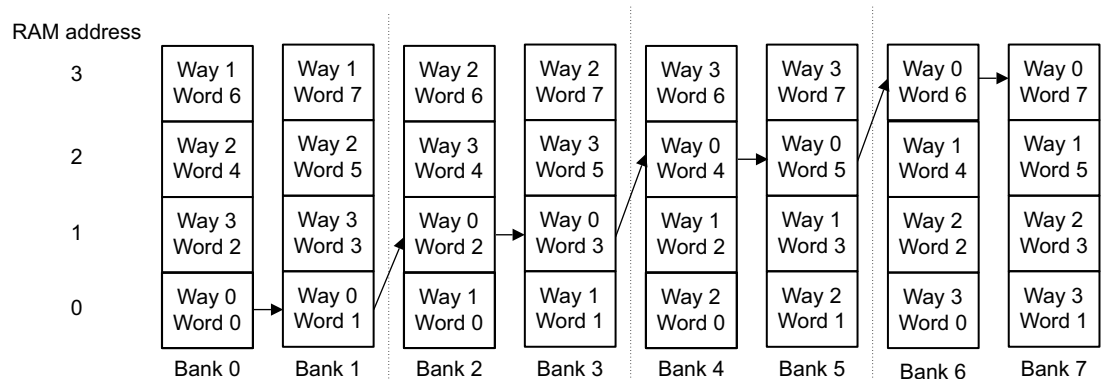 RAM address
3
Way 1
Word 6
Way 1
Word 7
Way 2
Word 6
Way 2
Word 7
Way 3
Word 6
Way 3
Word 7
Way 0
Word 6
Way 0
Word 7
2
Way 2
Word 4
Way 2
Word 5
Way 3
Word 4
Way 3
Word 5
Way 0
Word 4
Way 0
Word 5
Way 1
Word 4
Way 1
Word 5
1
Way 3
Word 2
Way 3
Word 3
Way 0
Word 2
Way 0
Word 3
Way 1
Word 2
Way 1
Word 3
Way 2
Word 2
Way 2
Word 3
0
Way 0
Word 0
Way 0
Word 1
Way 1
Word 0
Way 1
Word 1
Way 2
Word 0
Way 2
Word 1
Way 3
Word 0
Way 3
Word 1
Bank 0
Bank 1
Bank 2
Bank 3
Bank 4
Bank 5
Bank 6
Bank 7